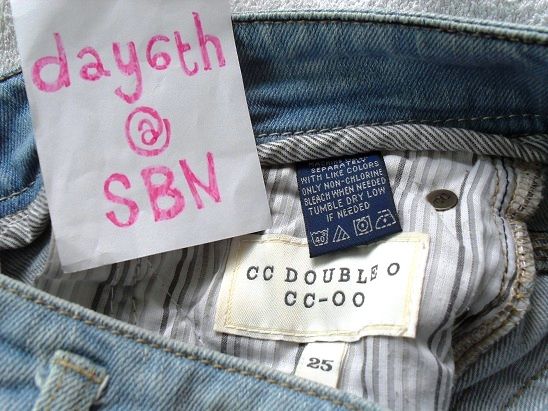 day6th
@
SBN
SEPARATELY
WITH LIKE COLORS
ONLY NON-CHLORINE
BLEACH WHEN NEEDED
TUMBLE DRY LOW
IF NEEDED
40
CC DOUBLE O
CC-OO
25